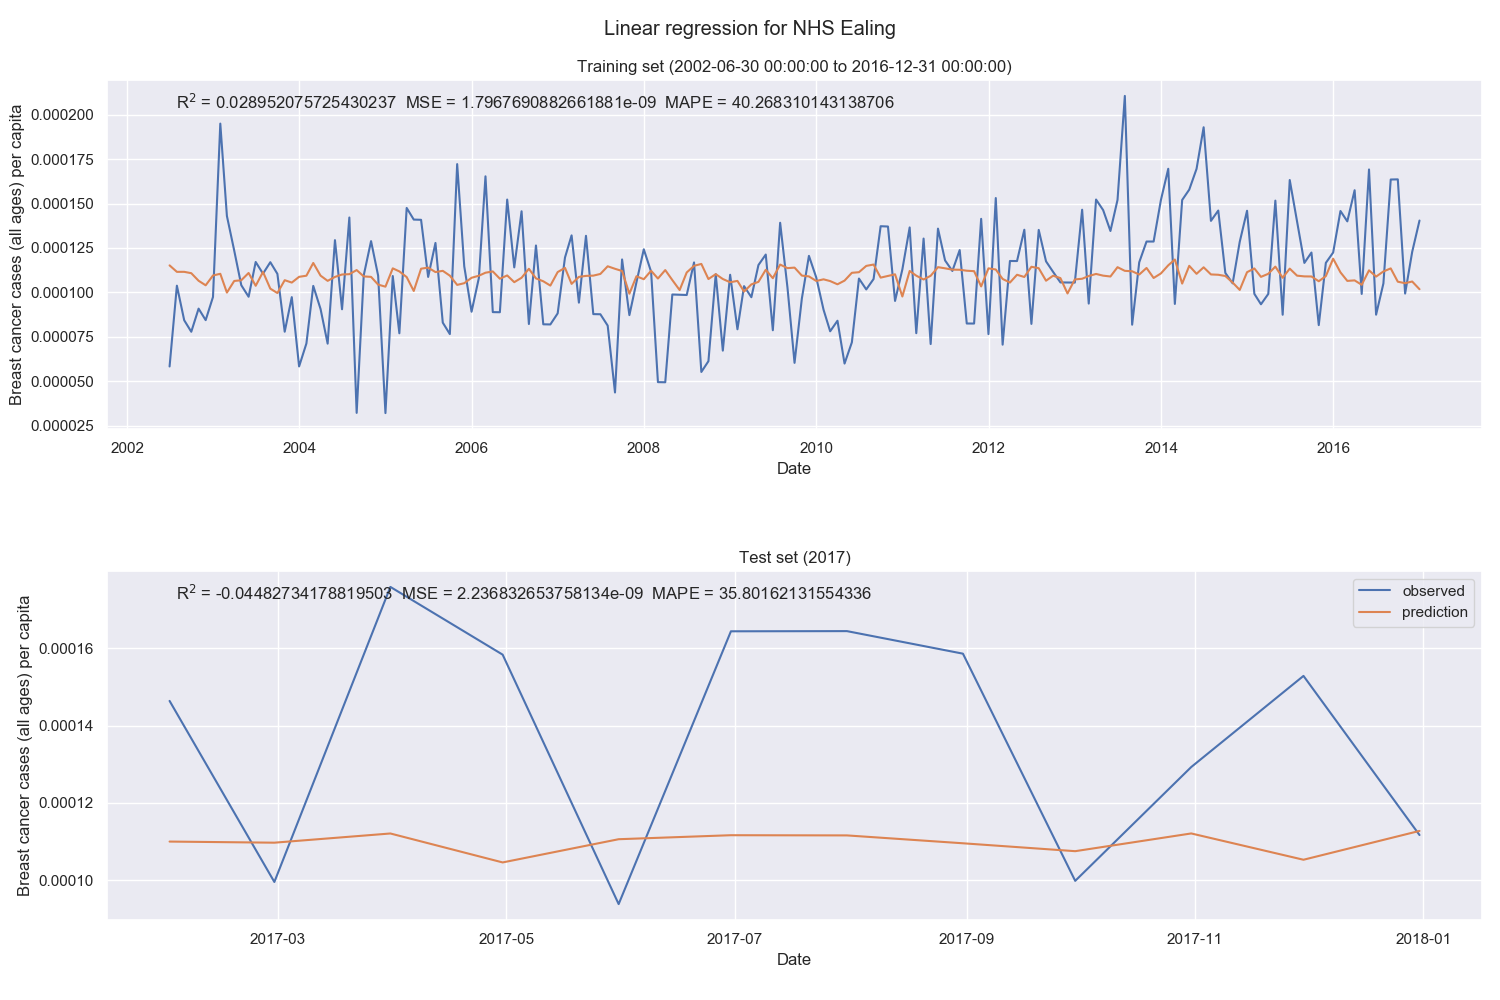 Linear regression for NHS Ealing
Training set (2002-06-30 00:00:00 to 2016-12-31 00:00:00)
R² = 0.028952075725430237 MSE = 1.7967690882661881e-09 MAPE = 40.268310143138706
Breast cancer cases (all ages) per capita
0.000200
0.000175
0.000150
0.000125
0.000100
0.000075
0.000050
0.000025
2002 2004 2006 2008 2010 2012 2014 2016
Date
Test set (2017)
R² = -0.04482734178819503 MSE = 2.236832653758134e-09 MAPE = 35.80162131554336
observed
prediction
Breast cancer cases (all ages) per capita
0.00016
0.00014
0.00012
0.00010
2017-03 2017-05 2017-07 2017-09 2017-11 2018-01
Date